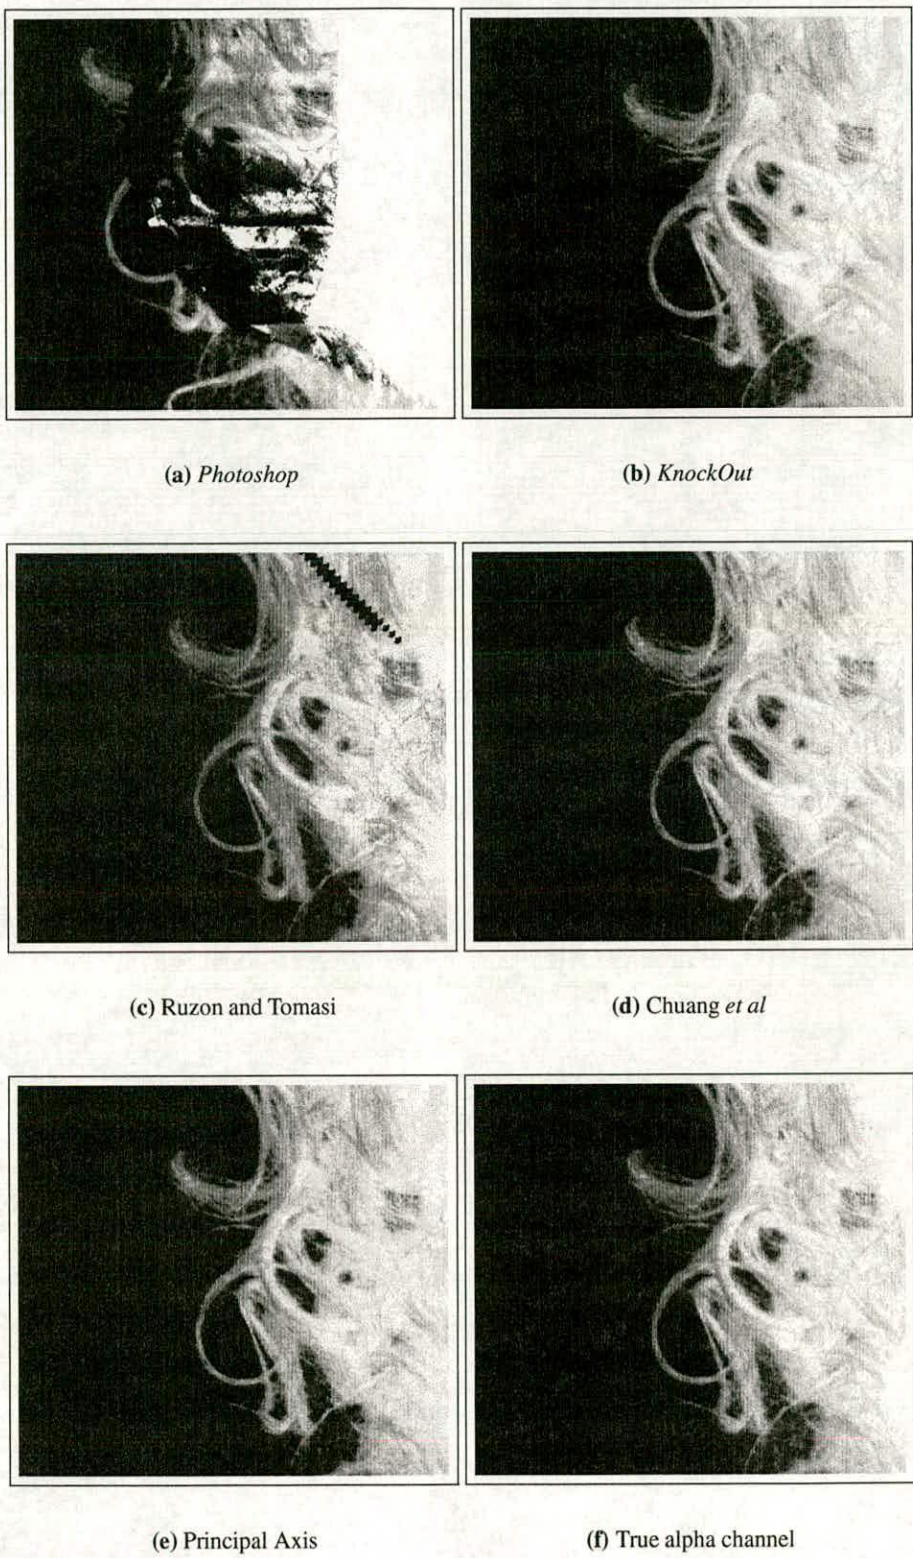 (a) Photoshop
(b) KnockOut
(c) Ruzon and Tomasi
(d) Chuang et al
(e) Principal Axis
(f) True alpha channel